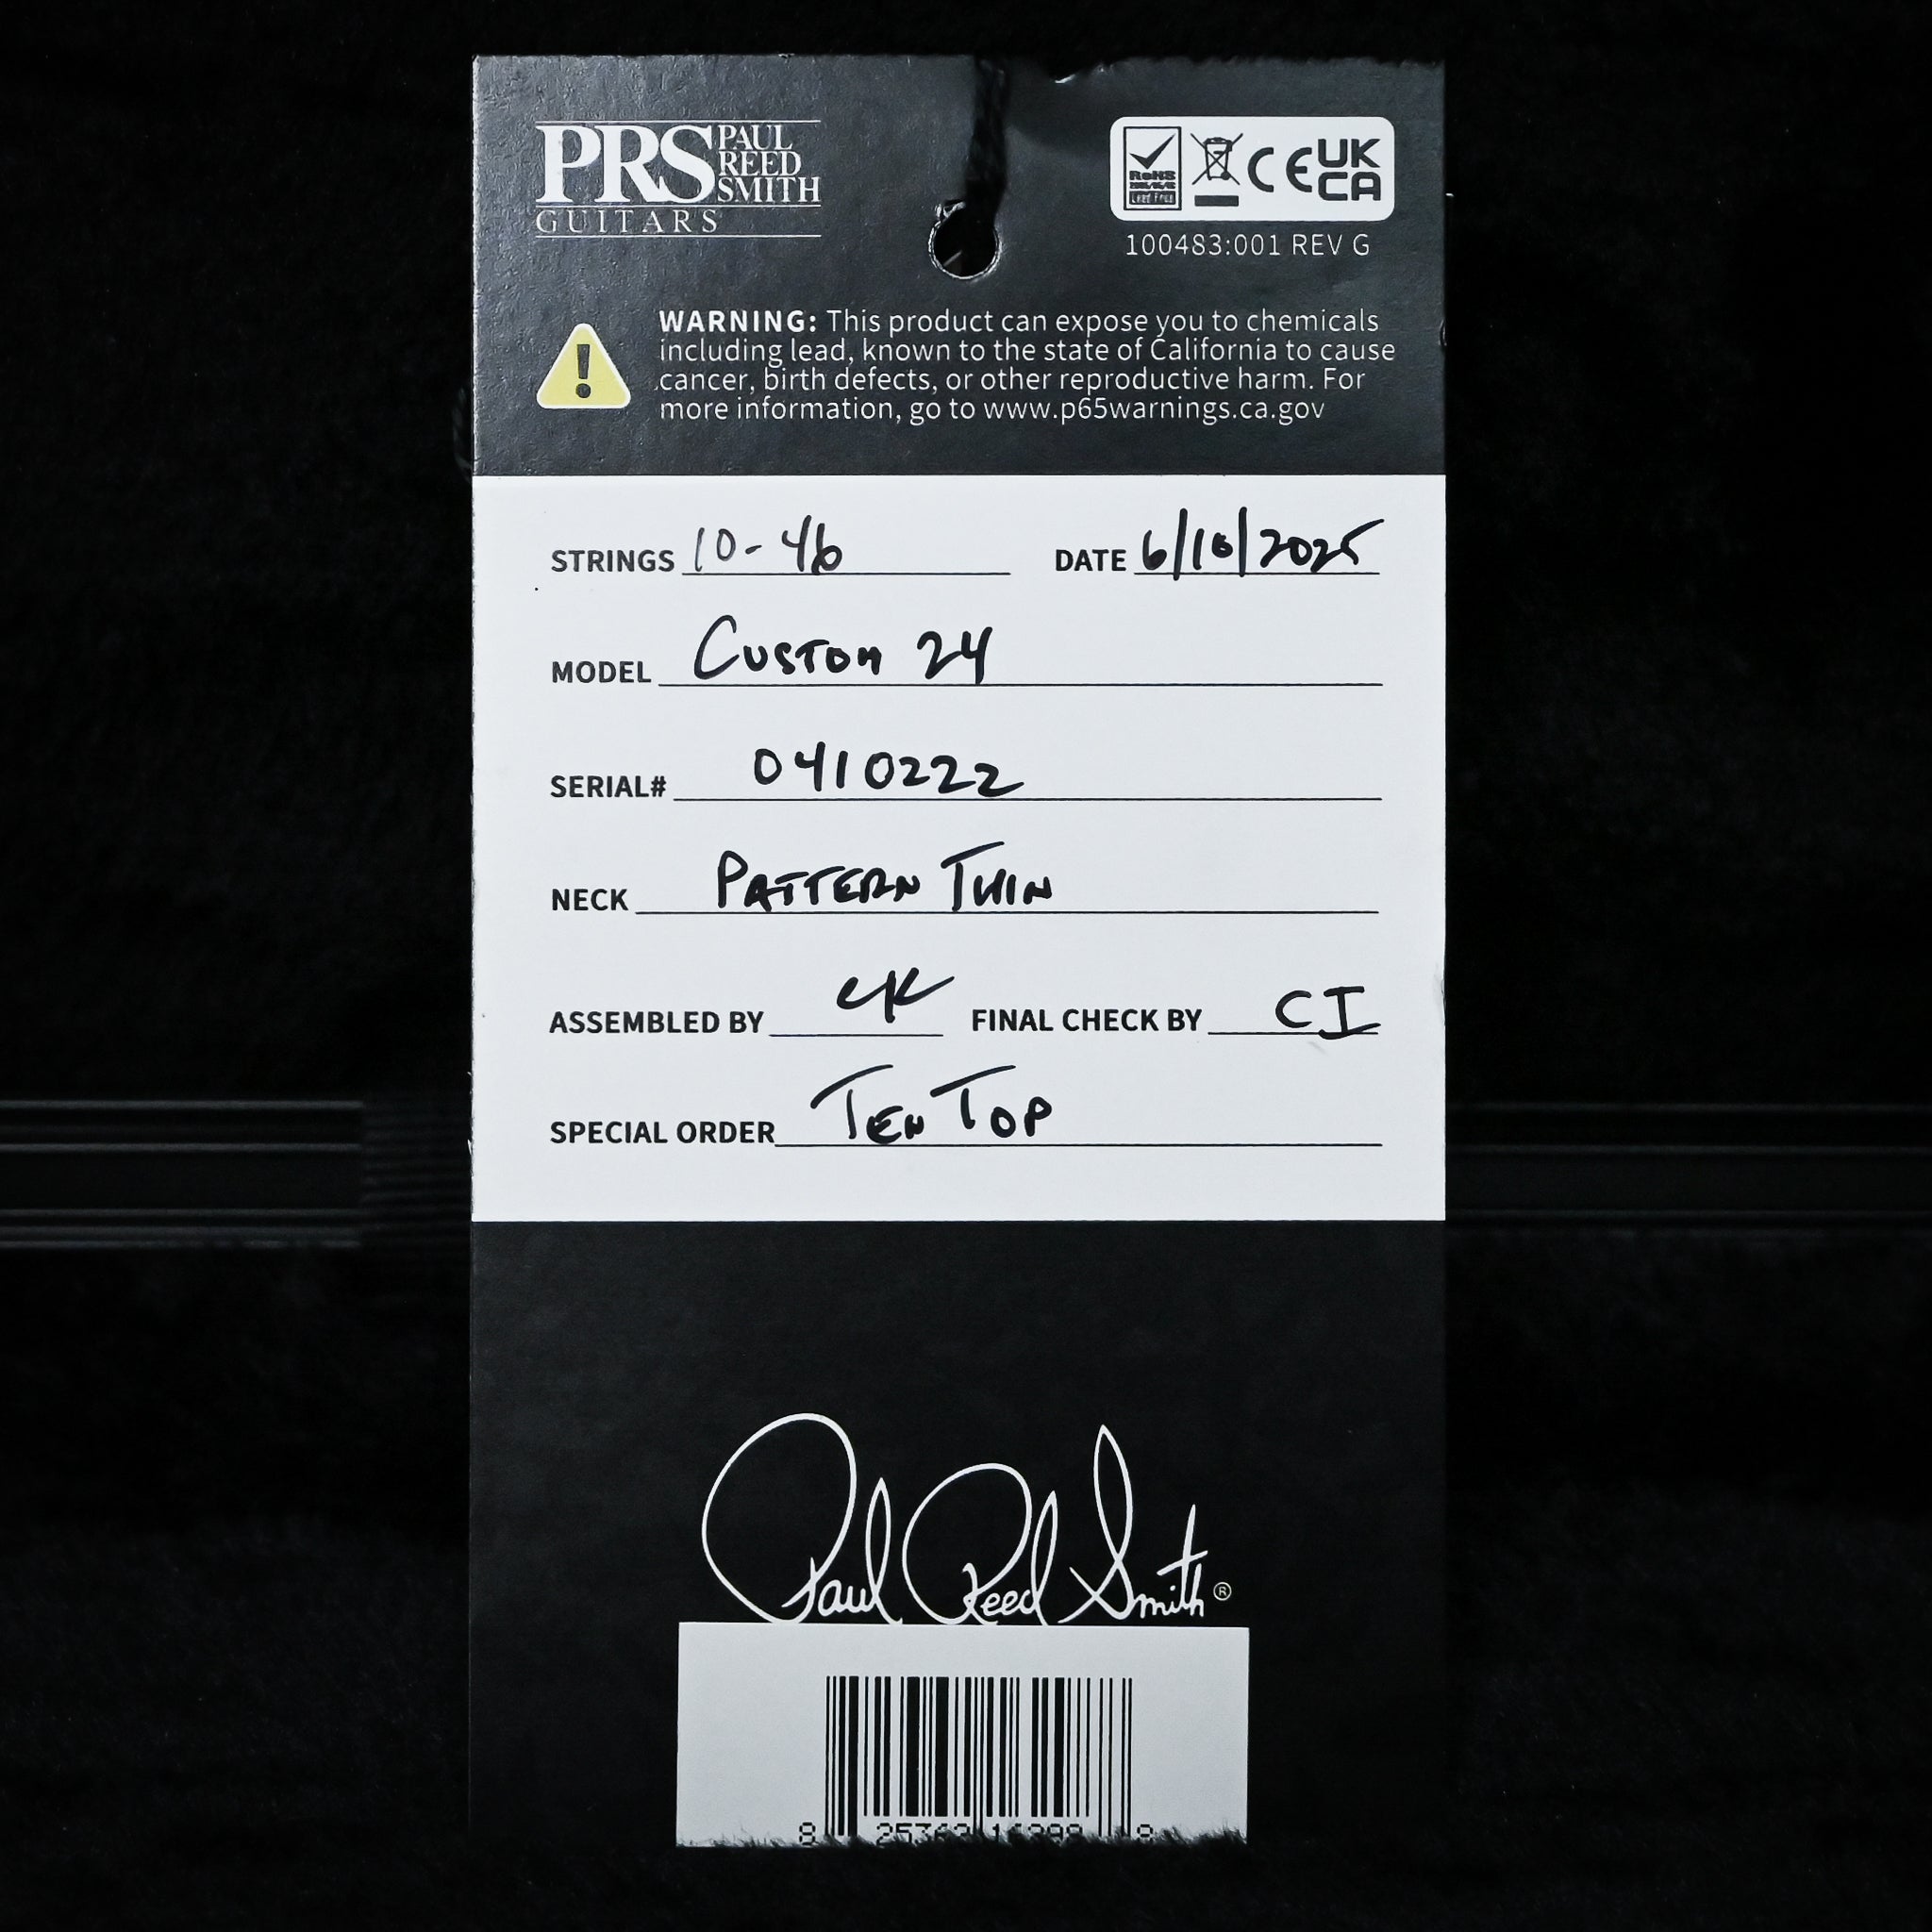 PRS PAUL REED SMITH
GUITARS
RoHS
CE UK CA
100483:001 REV G
WARNING: This product can expose you to chemicals
including lead, known to the state of California to cause
cancer, birth defects, or other reproductive harm. For
more information, go to www.p65warnings.ca.gov
STRINGS 10-46 DATE 6/10/2025
MODEL Custom 24
SERIAL# 0410222
NECK PATTERN THIN
ASSEMBLED BY CK FINAL CHECK BY CI
SPECIAL ORDER TEN TOP
Paul Reed Smith ®